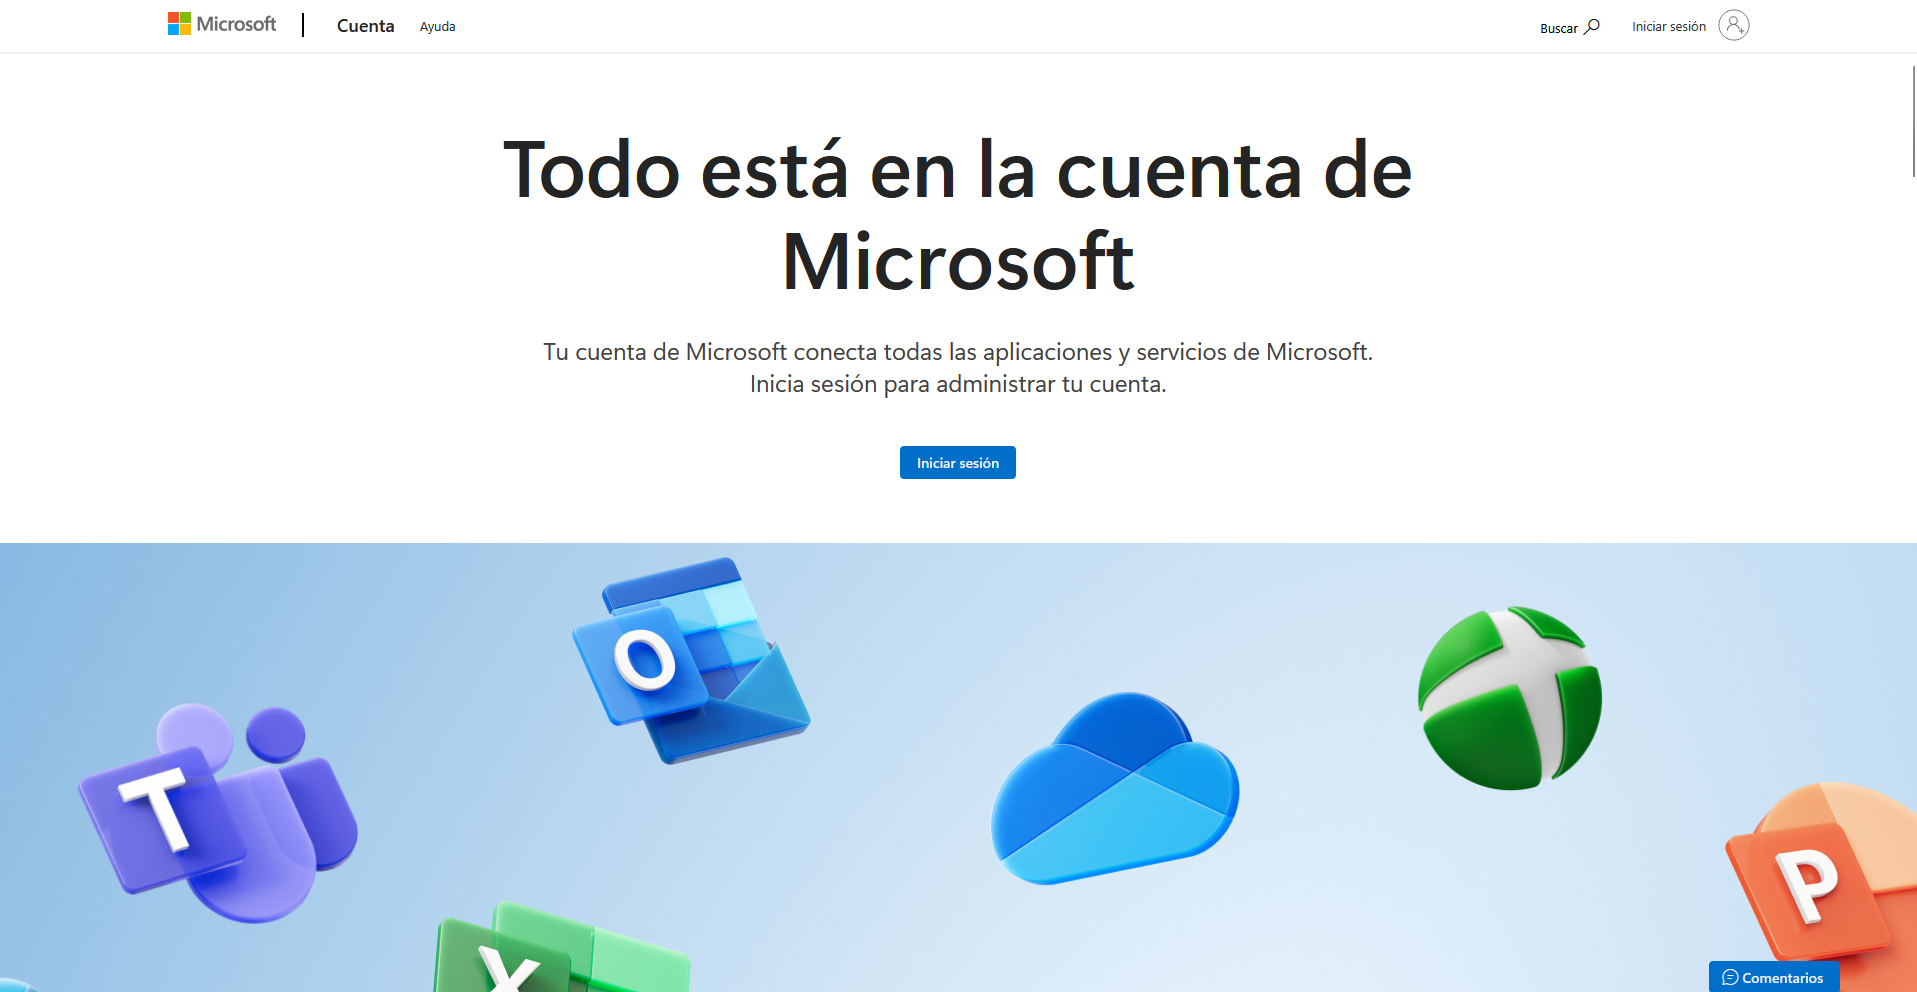 Microsoft
Cuenta
Ayuda
Buscar
Iniciar sesión
Todo está en la cuenta de
Microsoft
Tu cuenta de Microsoft conecta todas las aplicaciones y servicios de Microsoft.
Inicia sesión para administrar tu cuenta.
Iniciar sesión
O
T
X
P
Comentarios